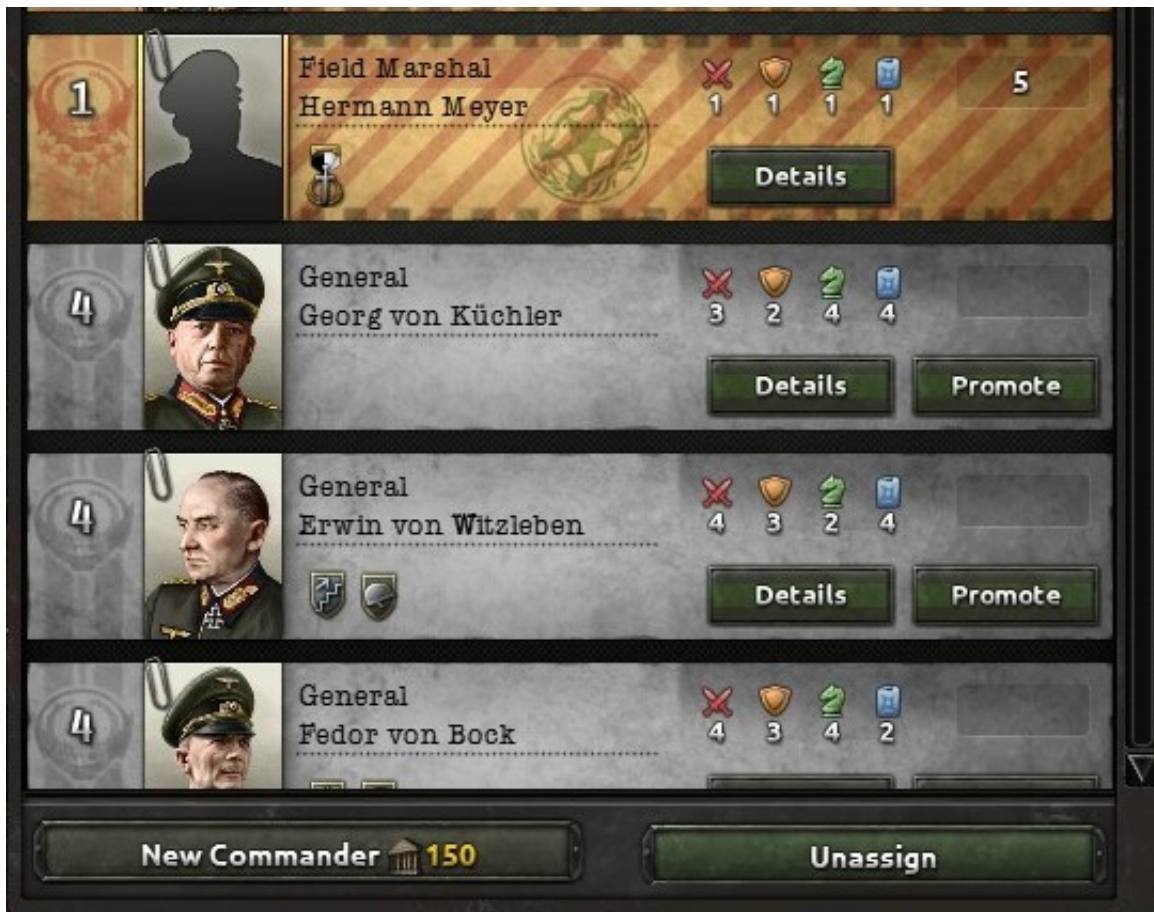 1
Field Marshal
Hermann Meyer
1 1 1 1
5
Details
4
General
Georg von Küchler
3 2 4 4
Details
Promote
4
General
Erwin von Witzleben
4 3 2 4
Details
Promote
4
General
Fedor von Bock
4 3 4 2
New Commander 150
Unassign